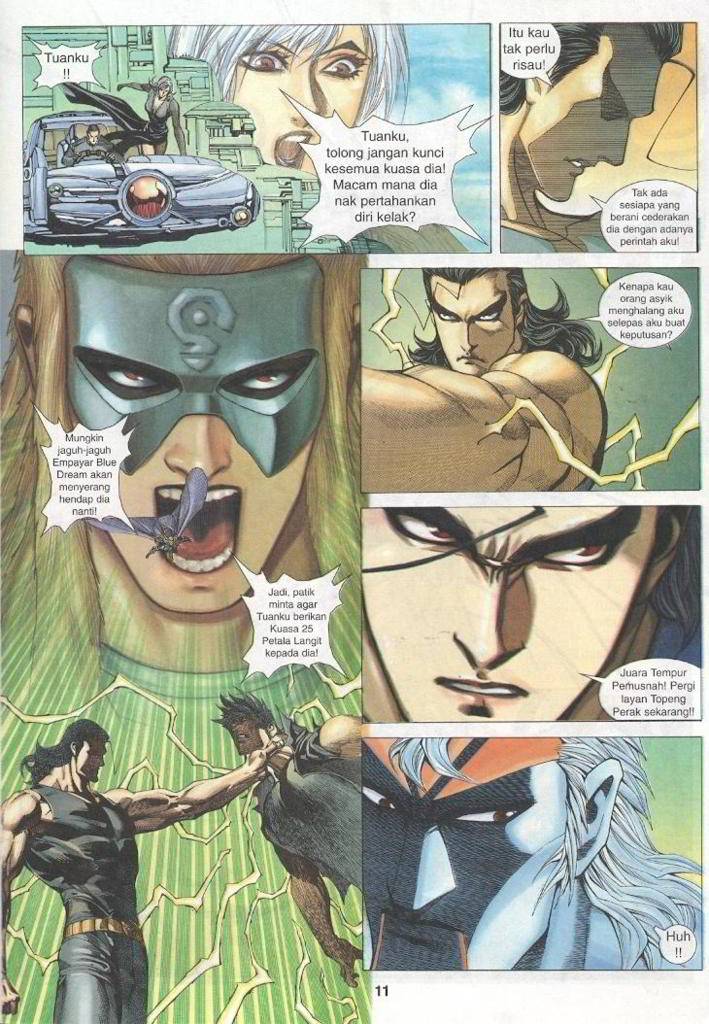 Tuanku
!!
Tuanku,
tolong jangan kunci
kesemua kuasa dia!
Macam mana dia
nak pertahankan
diri kelak?
Itu kau
tak perlu
risau!
Tak ada
sesiapa yang
berani cederakan
dia dengan adanya
perintah aku!
Mungkin
jaguh-jaguh
Empayar Blue
Dream akan
menyerang
hendap dia
nanti!
Jadi, patik
minta agar
Tuanku berikan
Kuasa 25
Petala Langit
kepada dia!
Kenapa kau
orang asyik
menghalang aku
selepas aku buat
keputusan?
Juara Tempur
Pemusnah! Pergi
layan Topeng
Perak sekarang!!
Huh
!!
11